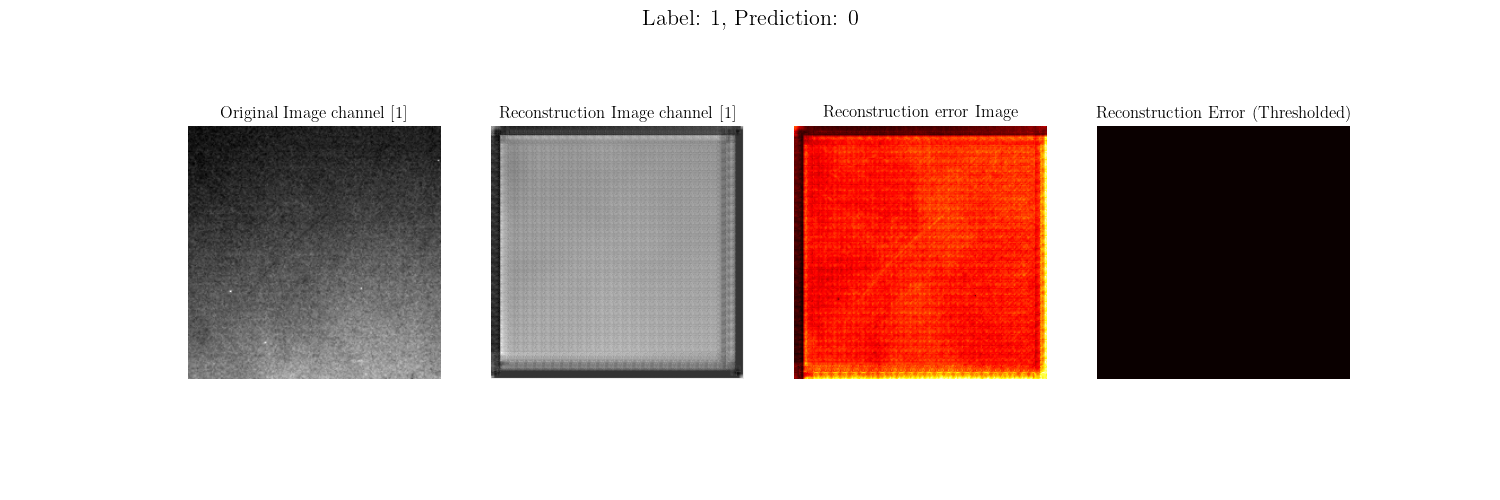 Label: 1, Prediction: 0
Original Image channel [1]
Reconstruction Image channel [1]
Reconstruction error Image
Reconstruction Error (Thresholded)